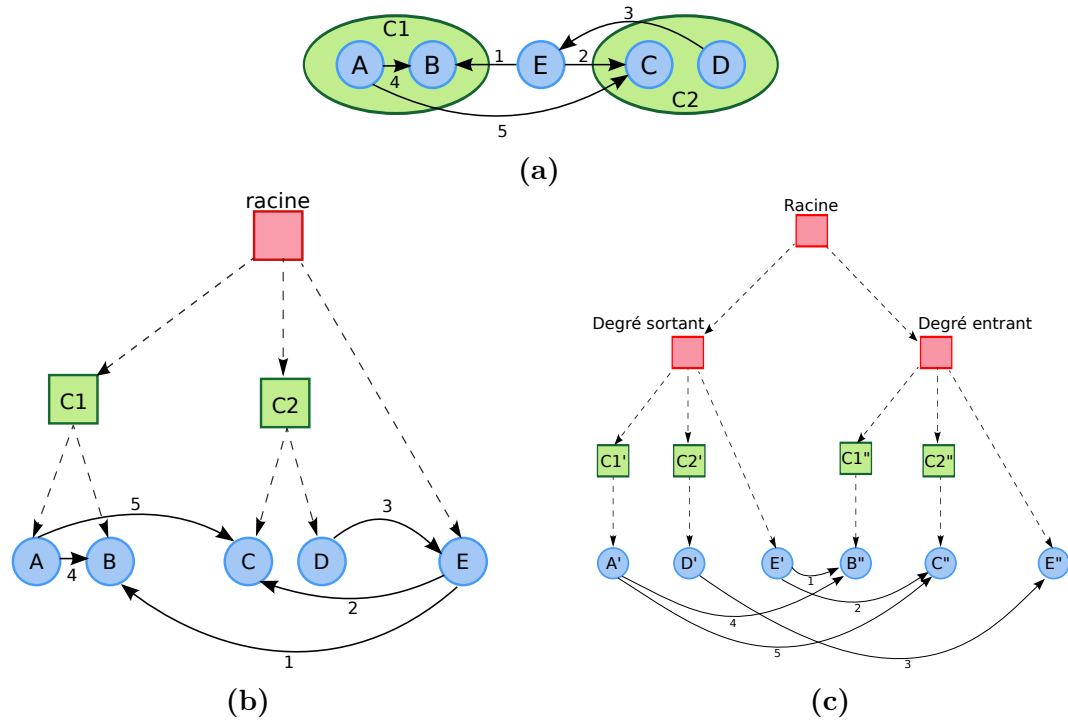 3
C1
A B 1 E 2 C D
4
C2
5
(a)
racine
C1 C2
5 3
A B C D E
4
2
1
(b)
Racine
Degré sortant Degré entrant
C1' C2' C1" C2"
A' D' E' B" C" E"
1
4 2
5 3
(c)